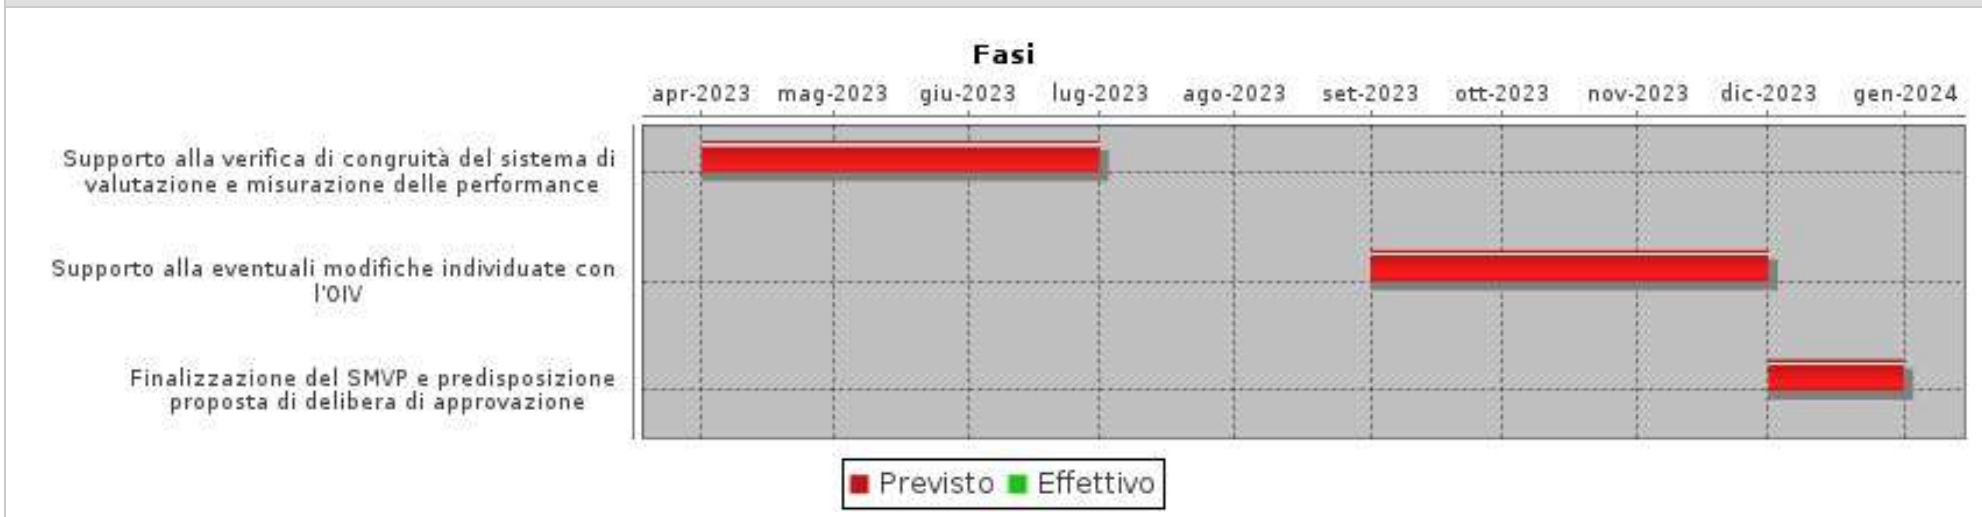 Fasi
apr-2023 mag-2023 giu-2023 lug-2023 ago-2023 set-2023 ott-2023 nov-2023 dic-2023 gen-2024
Supporto alla verifica di congruità del sistema di
valutazione e misurazione delle performance
Supporto alla eventuali modifiche individuate con
l'OIV
Finalizzazione del SMVP e predisposizione
proposta di delibera di approvazione
Previsto Effettivo